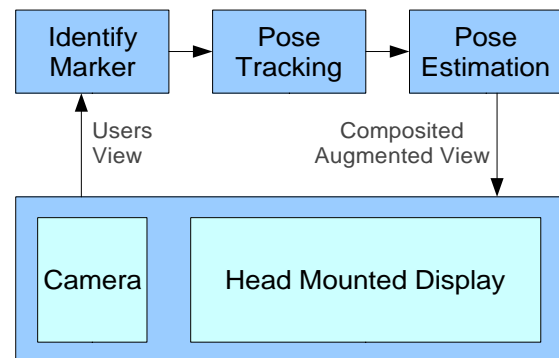 Identify
Marker
Pose
Tracking
Pose
Estimation
Users
View
Composited
Augmented View
Camera
Head Mounted Display